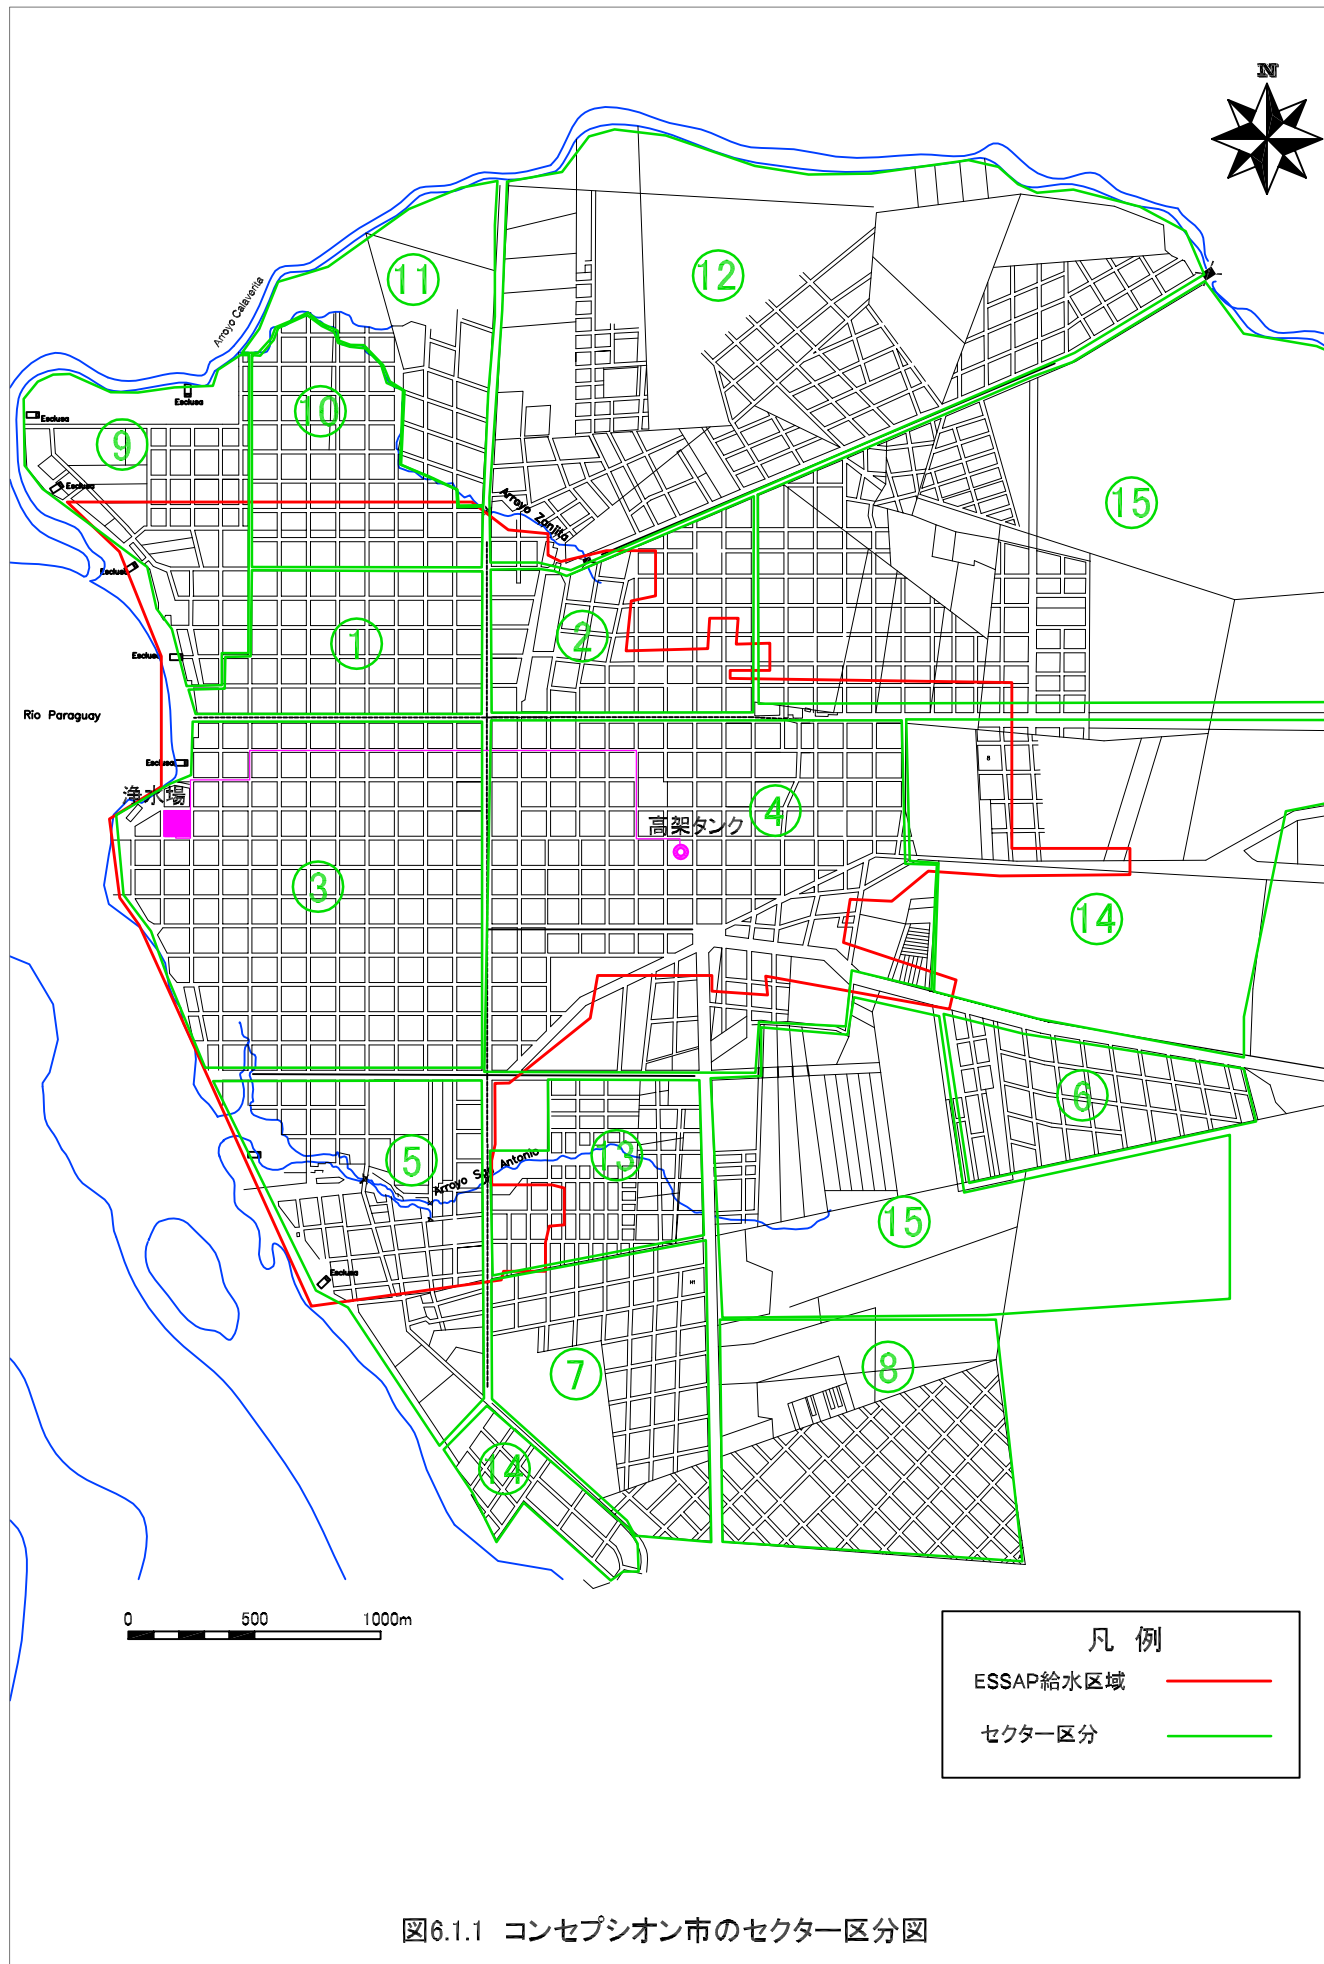 N
Arroyo Calaverita
⑪
⑫
Esclusa
⑩
Esclusa
⑨
Esclusa
⑮
Arroyo Zanjita
Esclusa
①
②
Esclusa
Río Paraguay
Esclusa
浄水場
④
高架タンク
③
⑭
⑥
⑤
⑬
Arroyo San Antonio
⑮
Esclusa
H1
⑦
⑧
⑭
0 500 1000m
凡 例
ESSAP給水区域
セクター区分
図6.1.1 コンセプシオン市のセクター区分図